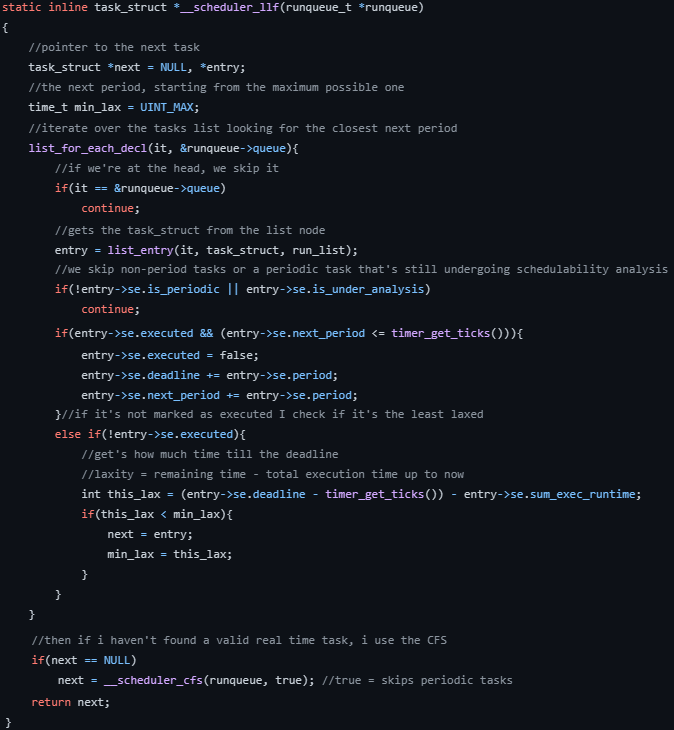 static inline task_struct *__scheduler_llf(runqueue_t *runqueue)
{
    //pointer to the next task
    task_struct *next = NULL, *entry;
    //the next period, starting from the maximum possible one
    time_t min_lax = UINT_MAX;
    //iterate over the tasks list looking for the closest next period
    list_for_each_decl(it, &runqueue->queue){
        //if we're at the head, we skip it
        if(it == &runqueue->queue)
            continue;
        //gets the task_struct from the list node
        entry = list_entry(it, task_struct, run_list);
        //we skip non-period tasks or a periodic task that's still undergoing schedulability analysis
        if(!entry->se.is_periodic || entry->se.is_under_analysis)
            continue;
        if(entry->se.executed && (entry->se.next_period <= timer_get_ticks())){
            entry->se.executed = false;
            entry->se.deadline += entry->se.period;
            entry->se.next_period += entry->se.period;
        }//if it's not marked as executed I check if it's the least laxed
        else if(!entry->se.executed){
            //get's how much time till the deadline
            //laxity = remaining time - total execution time up to now
            int this_lax = (entry->se.deadline - timer_get_ticks()) - entry->se.sum_exec_runtime;
            if(this_lax < min_lax){
                next = entry;
                min_lax = this_lax;
            }
        }
    }
    //then if i haven't found a valid real time task, i use the CFS
    if(next == NULL)
        next = __scheduler_cfs(runqueue, true); //true = skips periodic tasks
    return next;
}